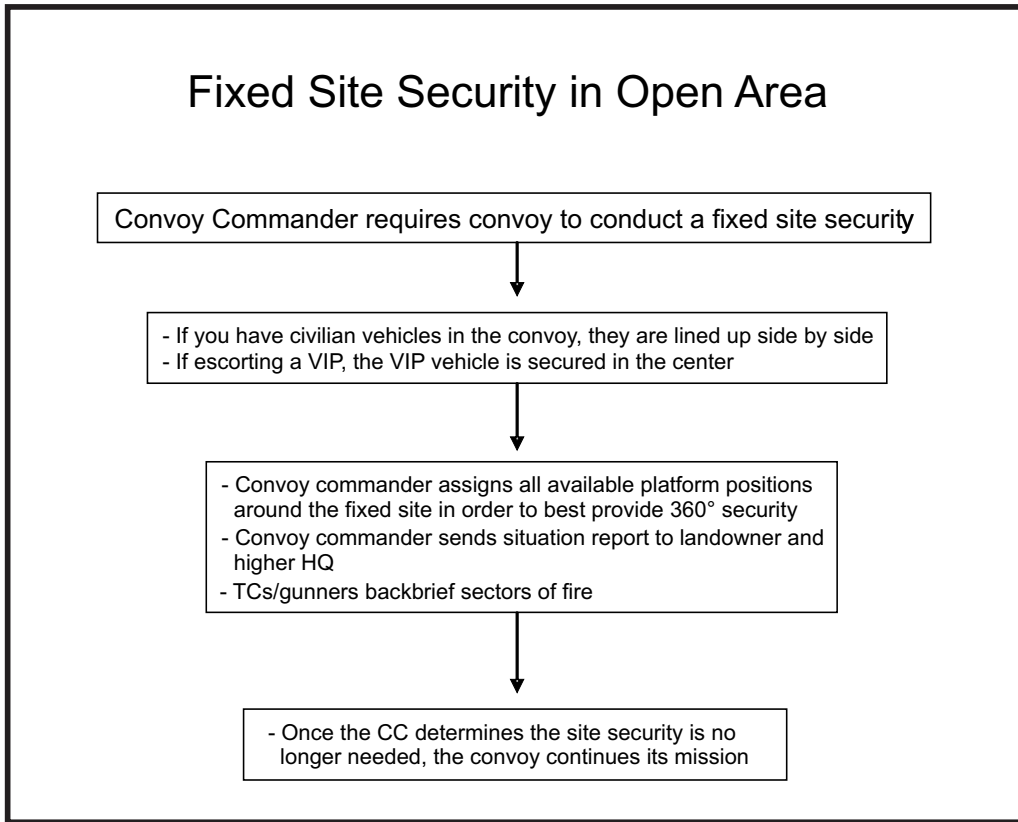 Fixed Site Security in Open Area
Convoy Commander requires convoy to conduct a fixed site security
- If you have civilian vehicles in the convoy, they are lined up side by side
- If escorting a VIP, the VIP vehicle is secured in the center
- Convoy commander assigns all available platform positions
around the fixed site in order to best provide 360° security
- Convoy commander sends situation report to landowner and
higher HQ
- TCs/gunners backbrief sectors of fire
- Once the CC determines the site security is no
longer needed, the convoy continues its mission